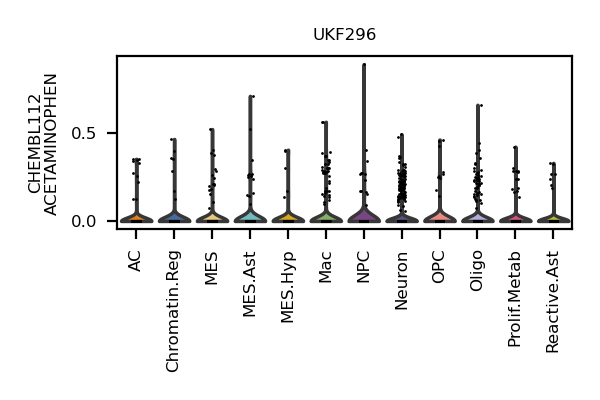 UKF296
CHEMBL112
ACETAMINOPHEN
0.5
0.0
AC
Chromatin.Reg
MES
MES.Ast
MES.Hyp
Mac
NPC
Neuron
OPC
Oligo
Prolif.Metab
Reactive.Ast